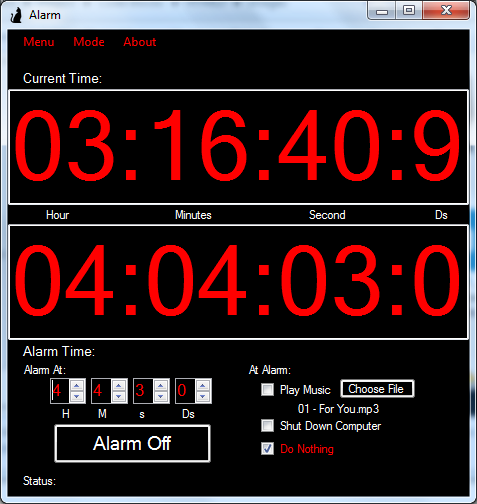 Alarm
Menu Mode About
Current Time:
03:16:40:9
Hour Minutes Second Ds
04:04:03:0
Alarm Time:
Alarm At: At Alarm:
4 4 3 0 Play Music Choose File
H M s Ds 01 - For You.mp3
Alarm Off Shut Down Computer
Do Nothing
Status: